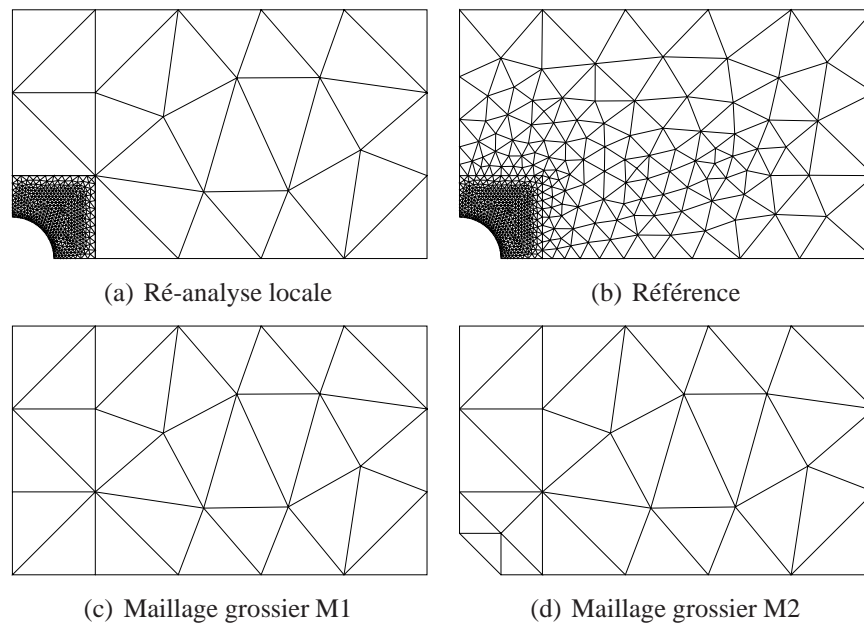 (a) Ré-analyse locale
(b) Référence
(c) Maillage grossier M1
(d) Maillage grossier M2